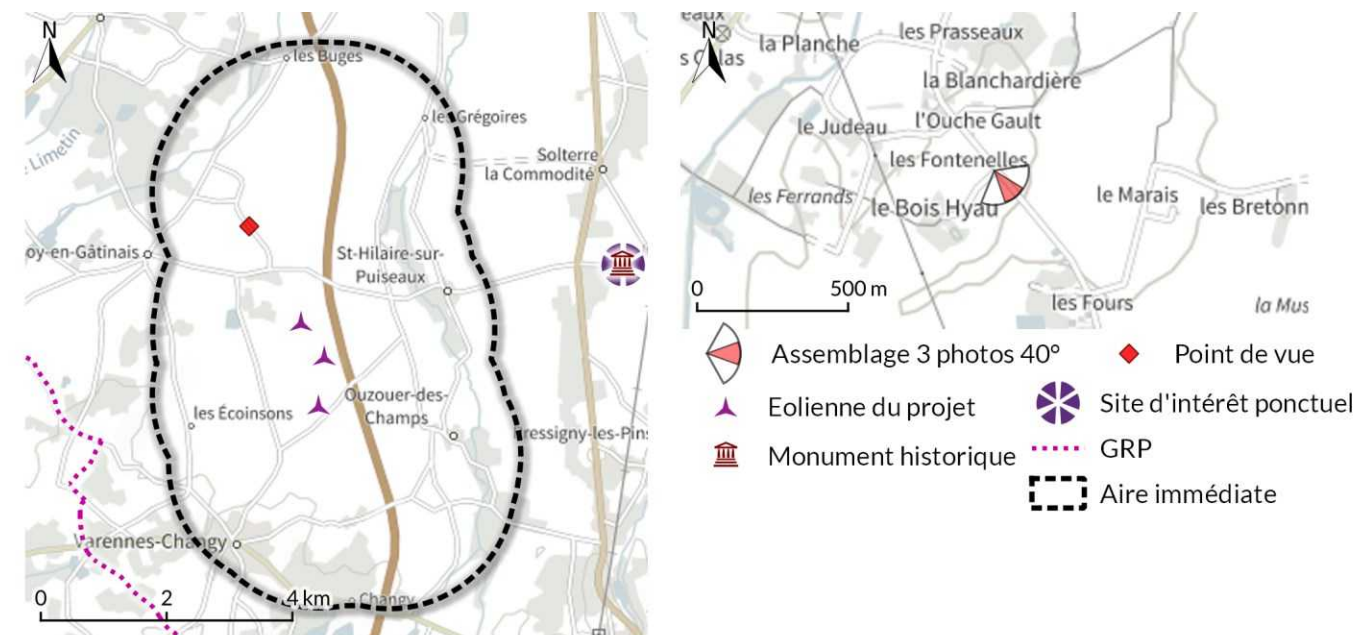 N
les Buges
les Grégoires
Limetin
Solterre
la Commodité
oy-en-Gâtinais
St-Hilaire-sur-
Puiseaux
les Écoinsons
Ouzouer-des-
Champs
ressigny-les-Pins
Varennes-Changy
Changy
0 2 4 km
N
eaux
la Planche
les Prasseaux
la Blanchardière
l'Ouche Gault
le Judeau
les Fontenelles
les Ferrands
le Bois Hyau
le Marais
les Bretonn
les Fours
la Mus
0 500 m
Assemblage 3 photos 40°
Point de vue
Eolienne du projet
Site d'intérêt ponctuel
Monument historique
GRP
Aire immédiate